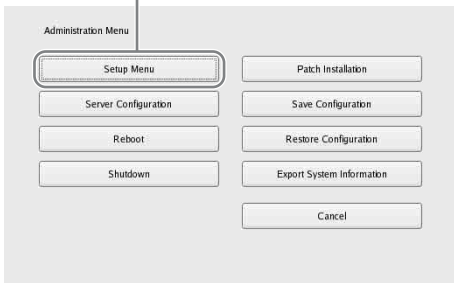 Administration Menu
Setup Menu
Patch Installation
Server Configuration
Save Configuration
Reboot
Restore Configuration
Shutdown
Export System Information
Cancel